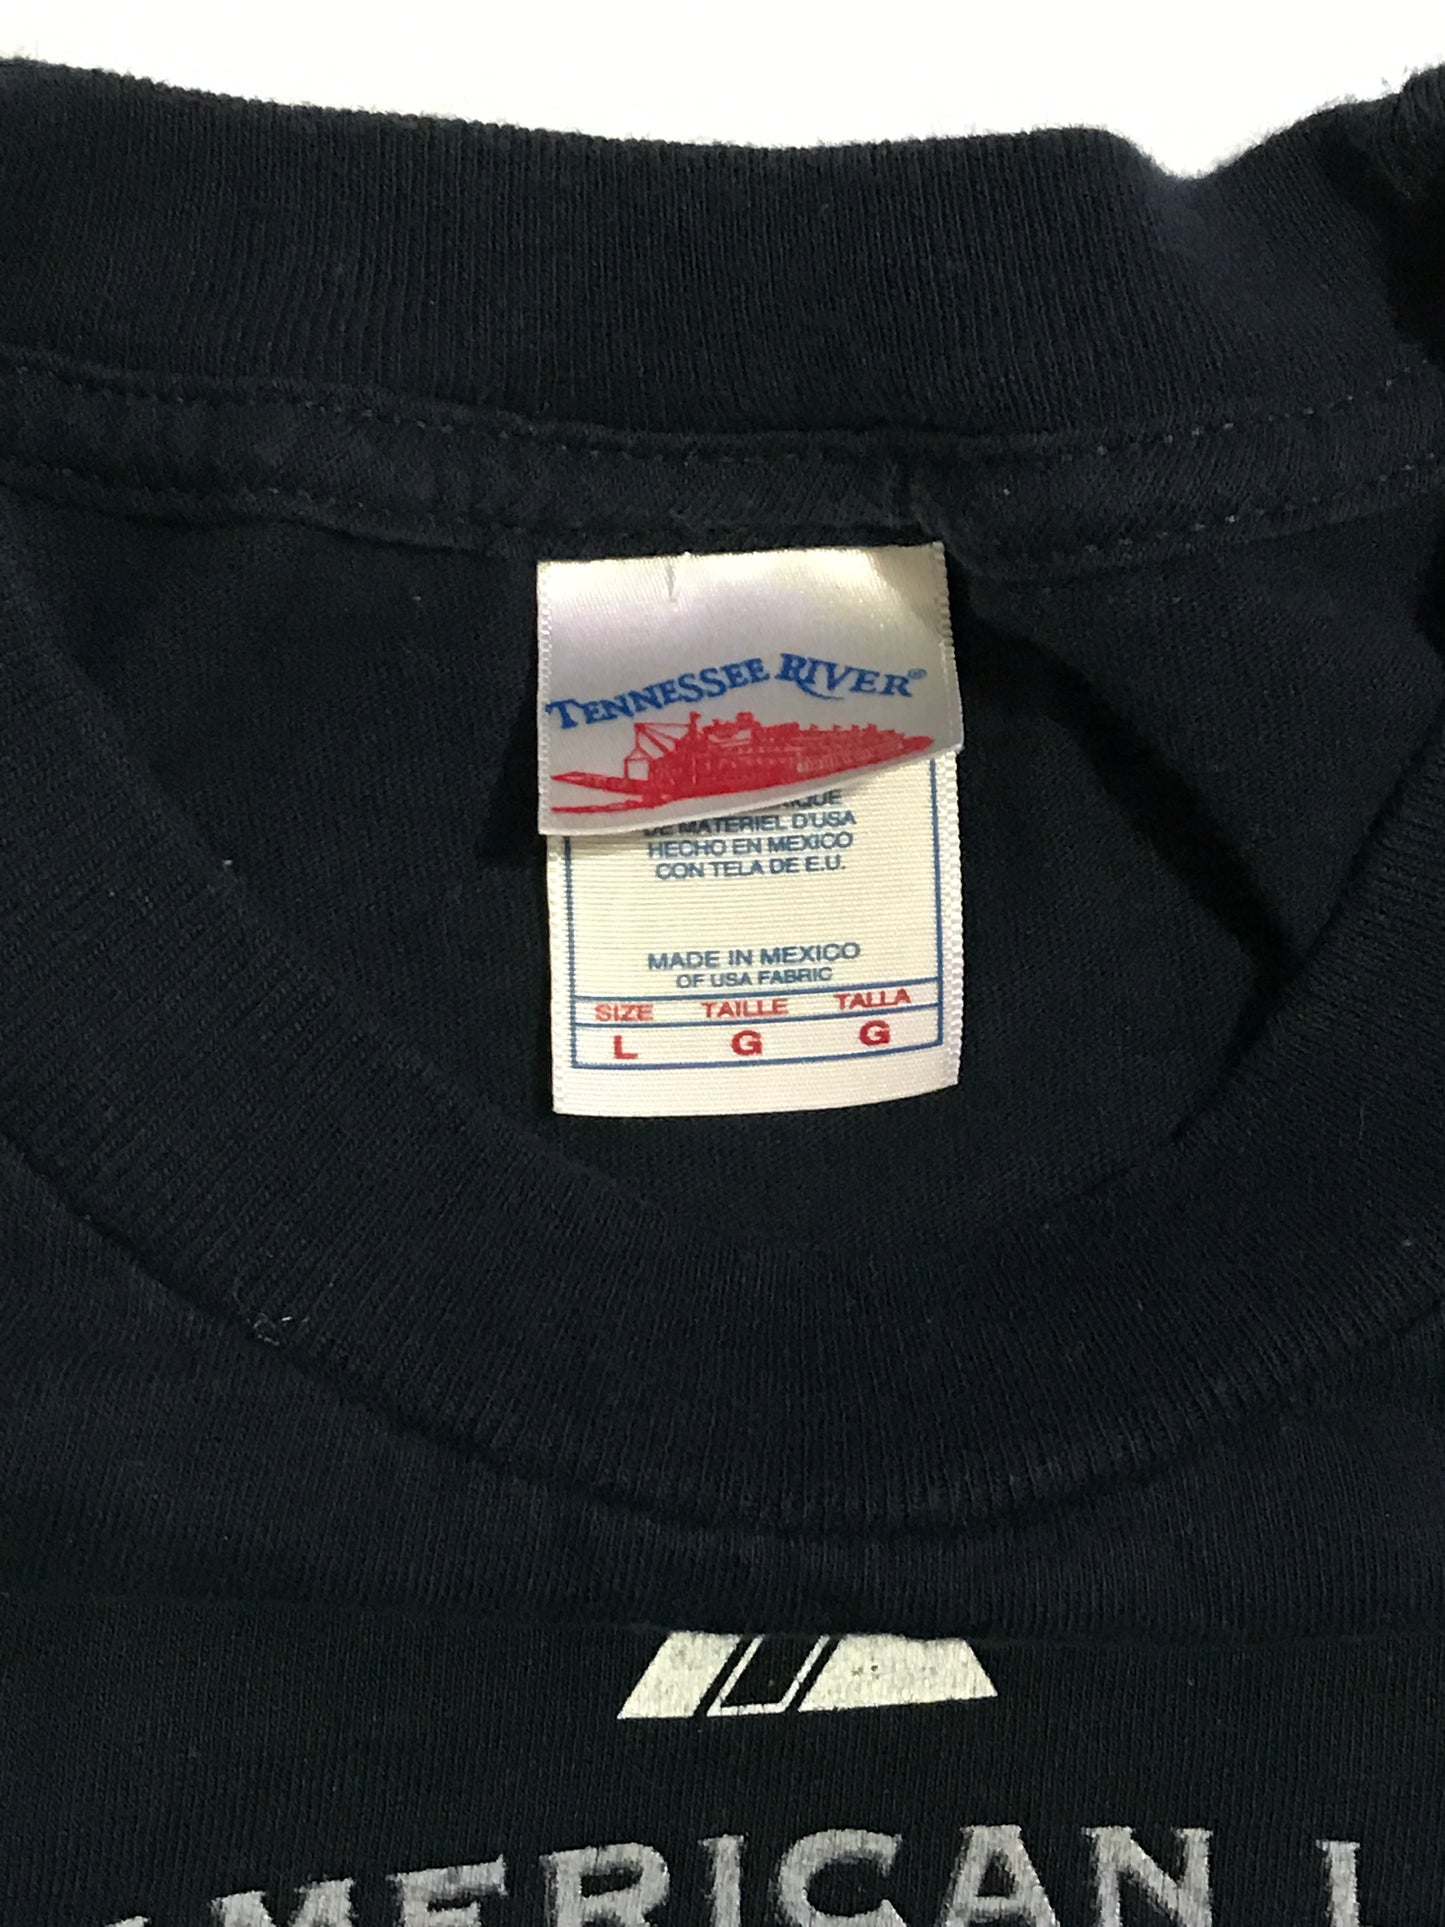 TENNESSEE RIVER®
DE MATERIEL D'USA
HECHO EN MEXICO
CON TELA DE E.U.
MADE IN MEXICO
OF USA FABRIC
SIZE TAILLE TALLA
L G G
AMERICAN L